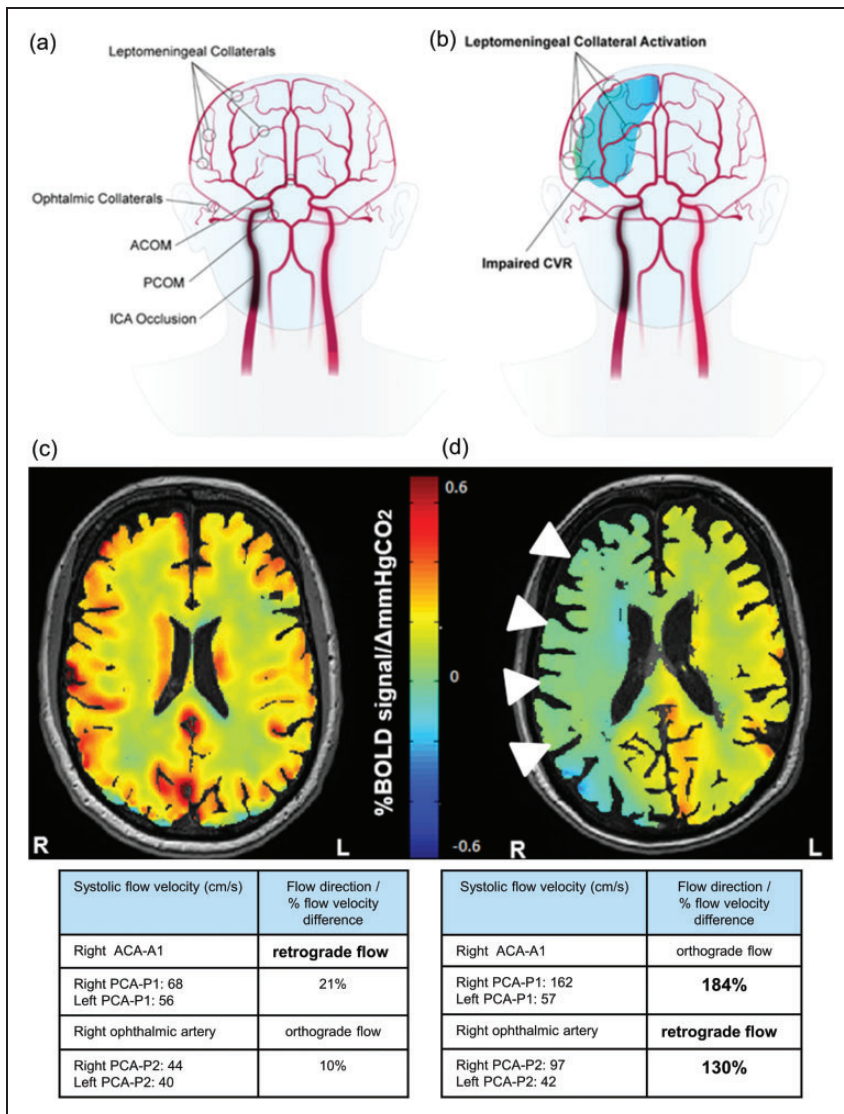 (a)
Leptomeningeal Collaterals
Ophtalmic Collaterals
ACOM
PCOM
ICA Occlusion
(b)
Leptomeningeal Collateral Activation
Impaired CVR
(c)
R
L
%BOLD signal/ΔmmHgCO2
0.6
0
-0.6
(d)
R
L
Systolic flow velocity (cm/s)
Flow direction /
% flow velocity
difference
Right ACA-A1
retrograde flow
Right PCA-P1: 68
Left PCA-P1: 56
21%
Right ophthalmic artery
orthograde flow
Right PCA-P2: 44
Left PCA-P2: 40
10%
Systolic flow velocity (cm/s)
Flow direction /
% flow velocity
difference
Right ACA-A1
orthograde flow
Right PCA-P1: 162
Left PCA-P1: 57
184%
Right ophthalmic artery
retrograde flow
Right PCA-P2: 97
Left PCA-P2: 42
130%